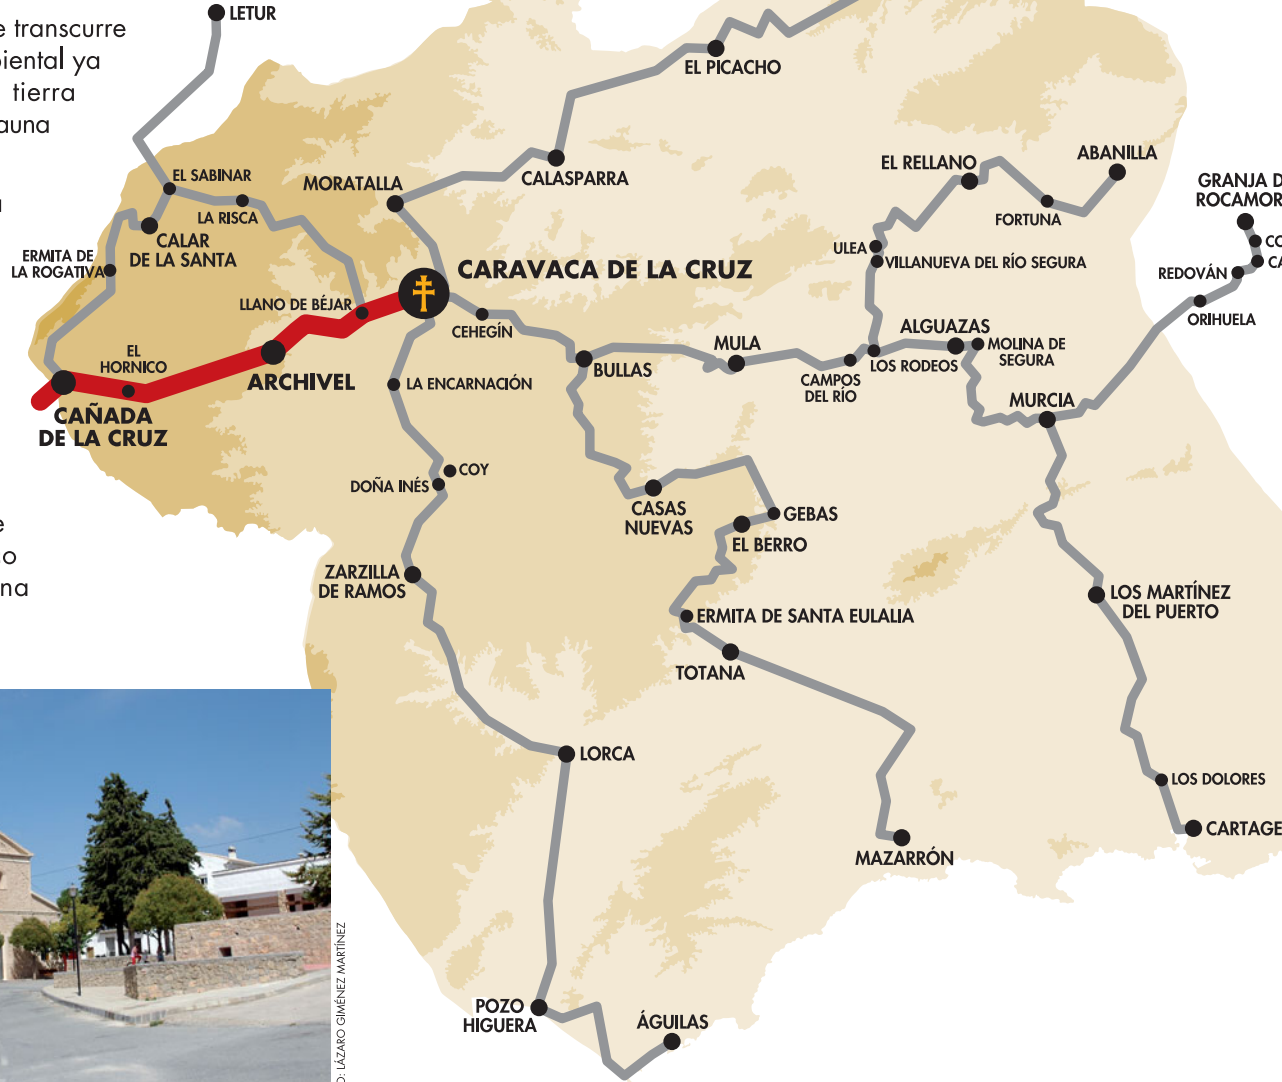 e transcurre
iental ya
tierra
auna
e
o
na
LETUR
EL PICACHO
EL SABINAR
MORATALLA
CALASPARRA
EL RELLANO
ABANILLA
LA RISCA
FORTUNA
GRANJA D
ROCAMOR
CALAR
DE LA SANTA
ERMITA DE
LA ROGATIVA
ULEA
VILLANUEVA DEL RÍO SEGURA
CO
CA
REDOVÁN
ORIHUELA
CARAVACA DE LA CRUZ
LLANO DE BÉJAR
CEHEGÍN
EL
HORNICO
ARCHIVEL
LA ENCARNACIÓN
BULLAS
MULA
CAMPOS
DEL RÍO
LOS RODEOS
ALGUAZAS
MOLINA DE
SEGURA
MURCIA
CAÑADA
DE LA CRUZ
COY
DOÑA INÉS
CASAS
NUEVAS
GEBAS
EL BERRO
ZARZILLA
DE RAMOS
ERMITA DE SANTA EULALIA
TOTANA
LOS MARTÍNEZ
DEL PUERTO
LORCA
LOS DOLORES
CARTAGE
MAZARRÓN
POZO
HIGUERA
ÁGUILAS
O: LÁZARO GIMÉNEZ MARTÍNEZ